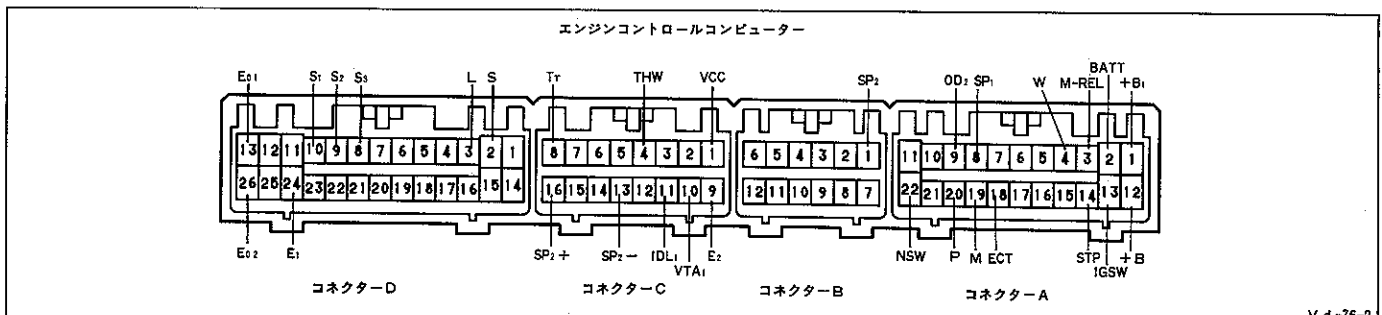 エンジンコントロールコンピューター
BATT
E01 S1 S2 S3 L S TT THW VCC SP2 OD2 SP1 W M-REL +B1
13 12 11 10 9 8 7 6 5 4 3 2 1
26 25 24 23 22 21 20 19 18 17 16 15 14
8 7 6 5 4 3 2 1
16 15 14 13 12 11 10 9
6 5 4 3 2 1
12 11 10 9 8 7
11 10 9 8 7 6 5 4 3 2 1
22 21 20 19 18 17 16 15 14 13 12
E02 E1 SP2+ SP2- IDL1 VTA1 E2 NSW P M ECT STP IGSW +B
コネクターD コネクターC コネクターB コネクターA